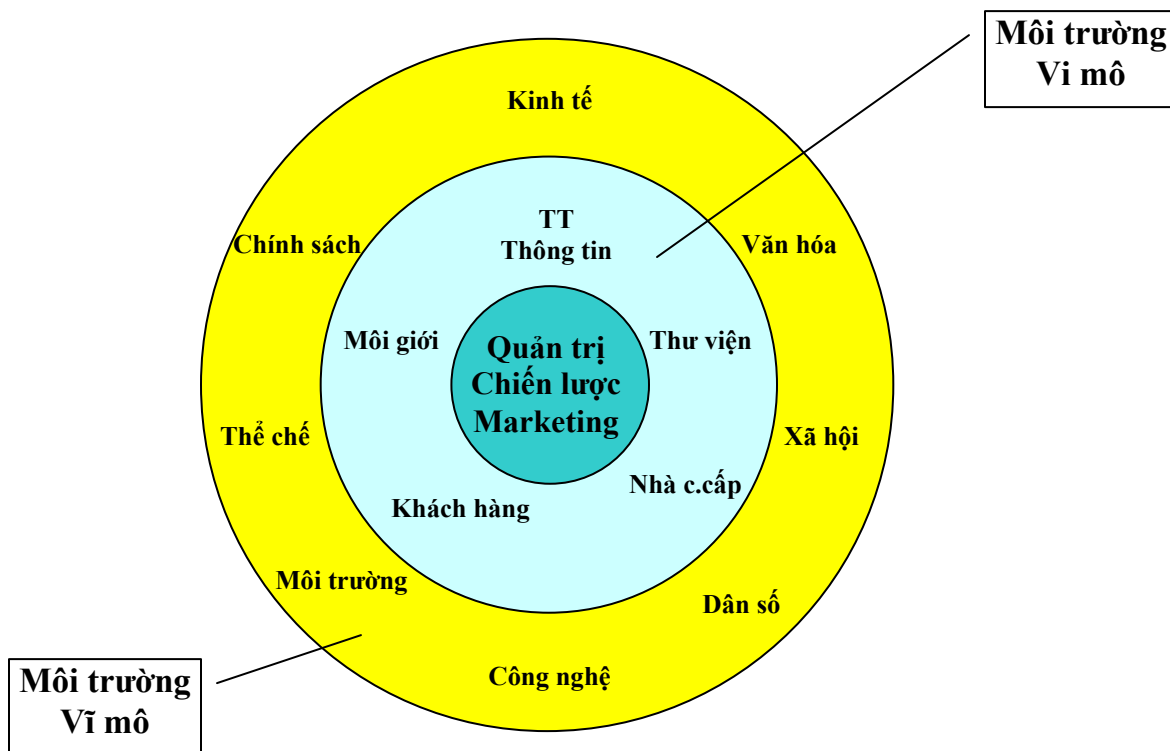 Môi trường
Vi mô
Kinh tế
TT
Thông tin
Chính sách
Văn hóa
Môi giới
Thư viện
Quản trị
Chiến lược
Marketing
Thể chế
Xã hội
Nhà c.cấp
Khách hàng
Môi trường
Dân số
Công nghệ
Môi trường
Vĩ mô